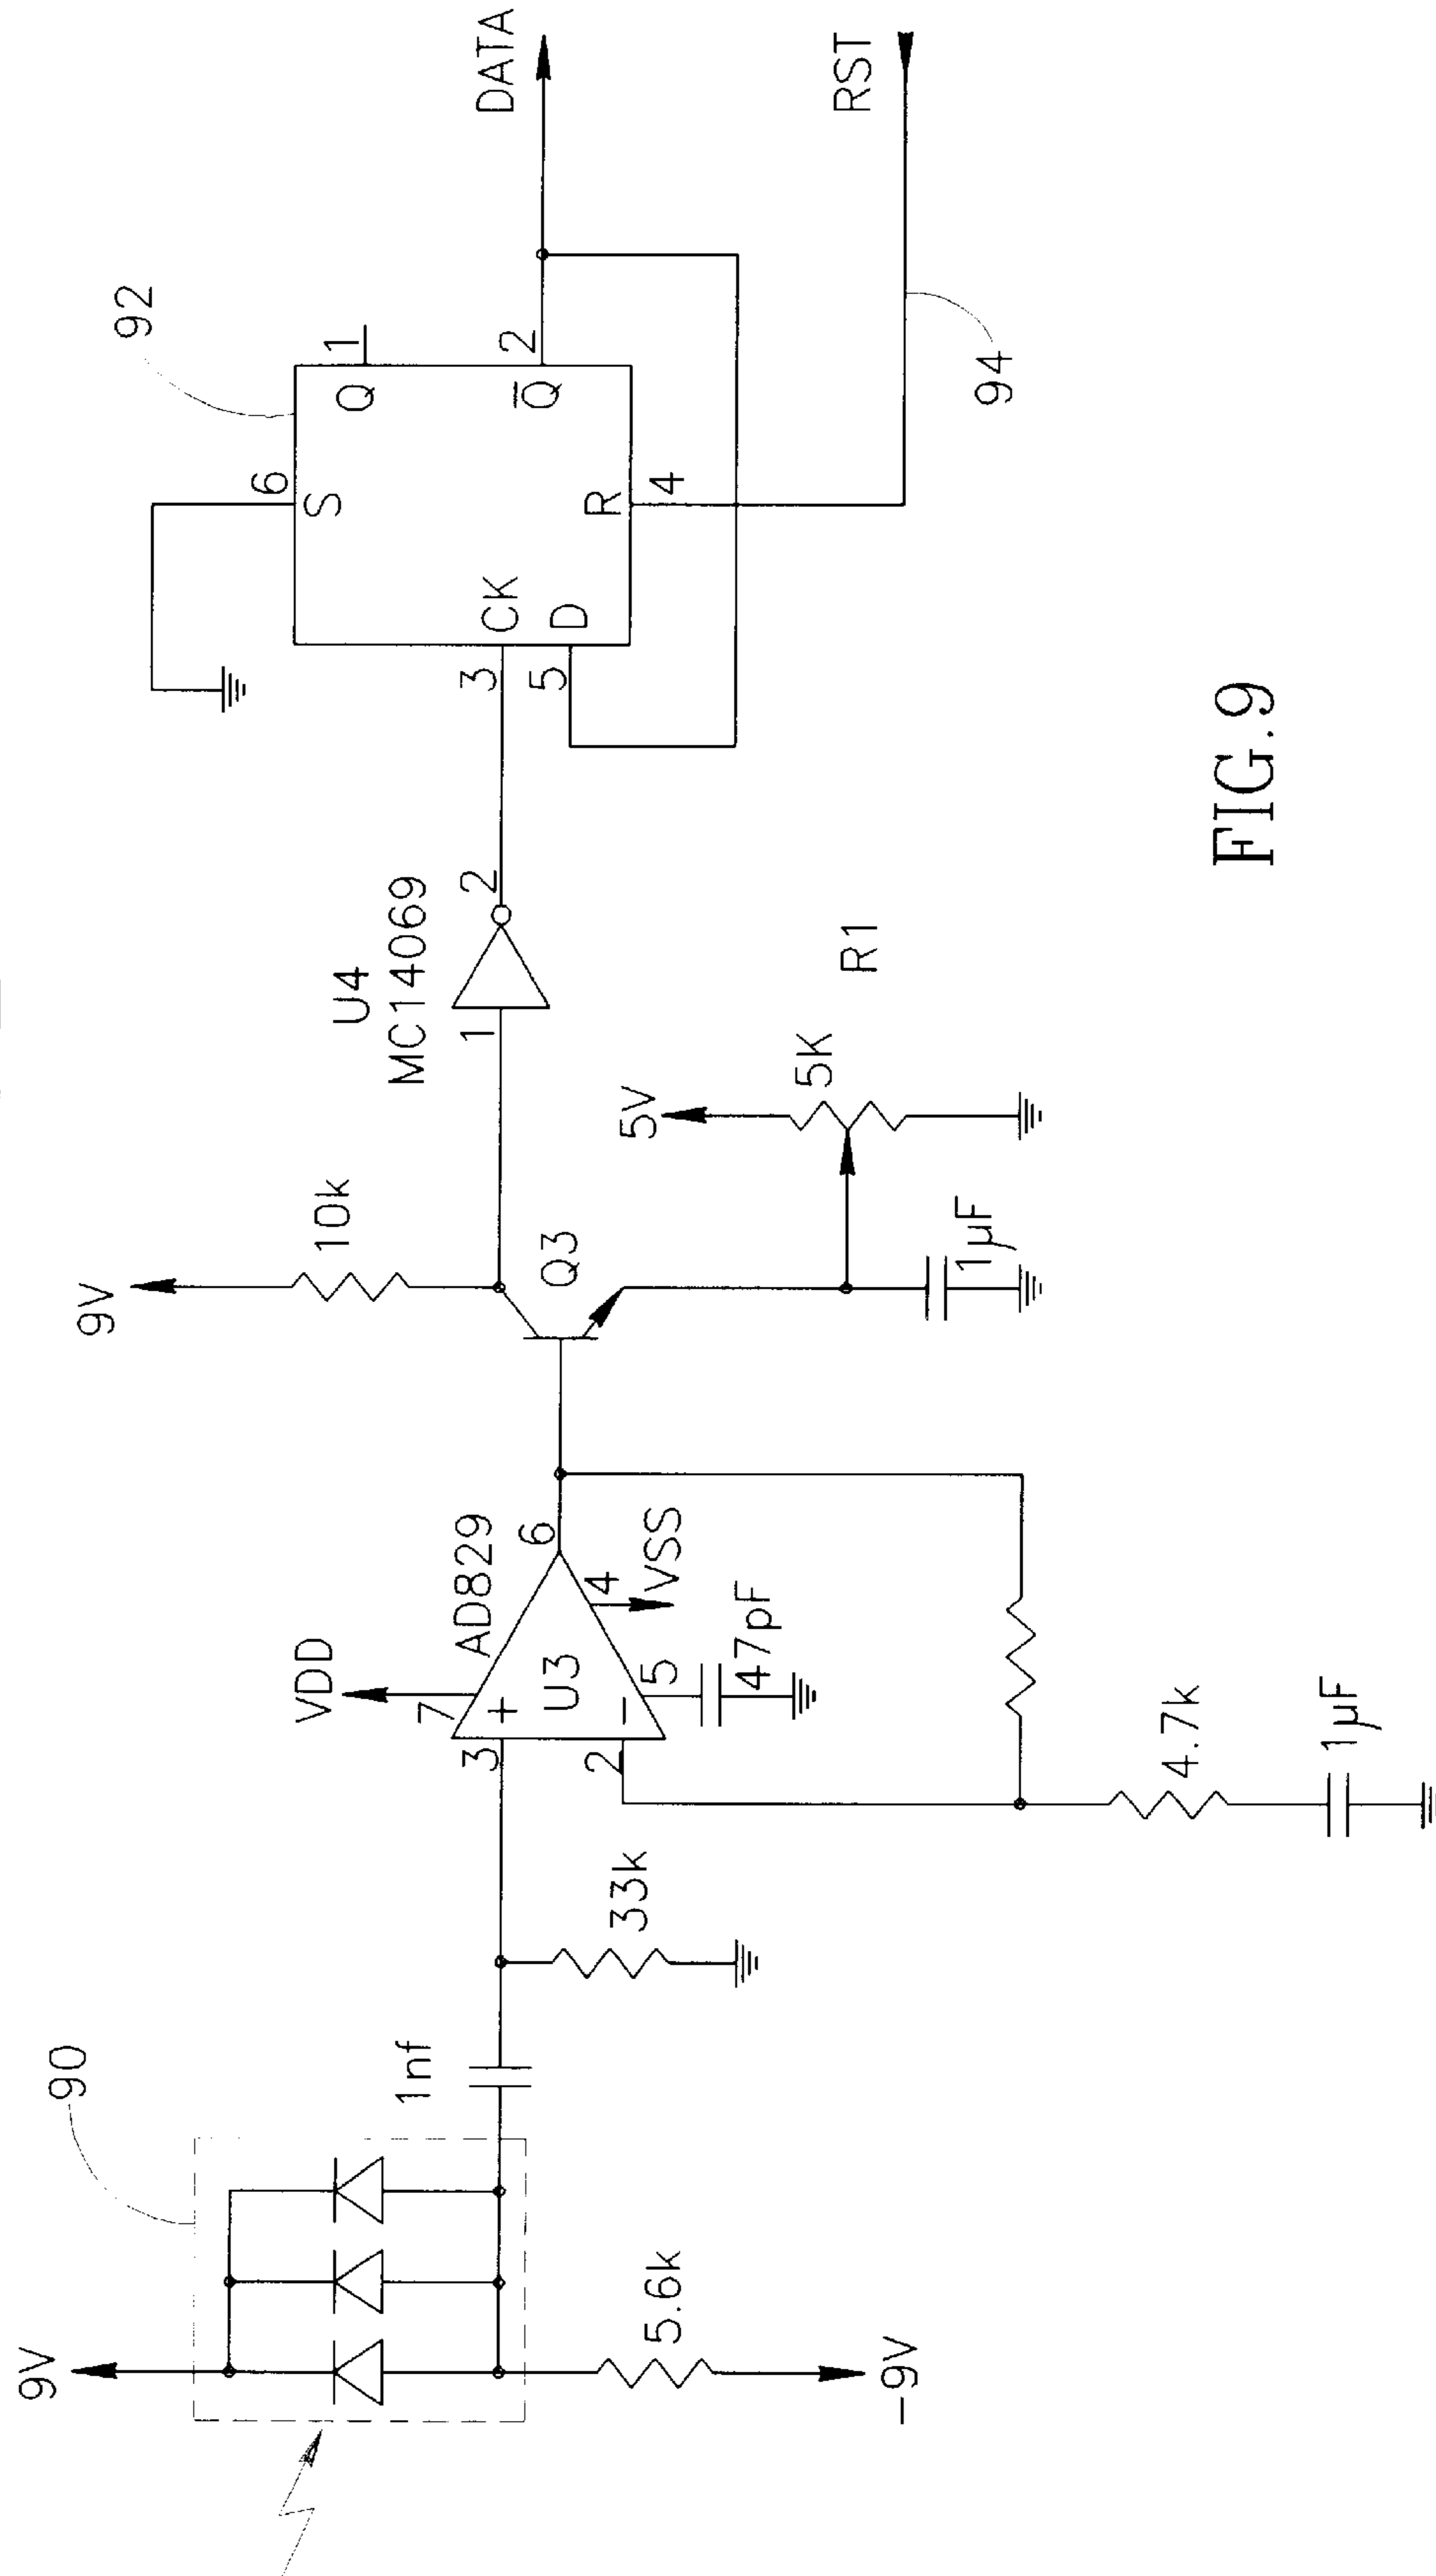 90
9V
5.6k
-9V
1nf
33k
VDD
7
AD829
3
+
U3
6
2
−
5
4
VSS
47pF
4.7k
1µF
9V
10k
Q3
1µF
5V
5K
R1
U4
MC14069
1
2
92
6
S
3
CK
5
D
Q
1
Q̅
2
R
4
DATA
RST
94
FIG.9